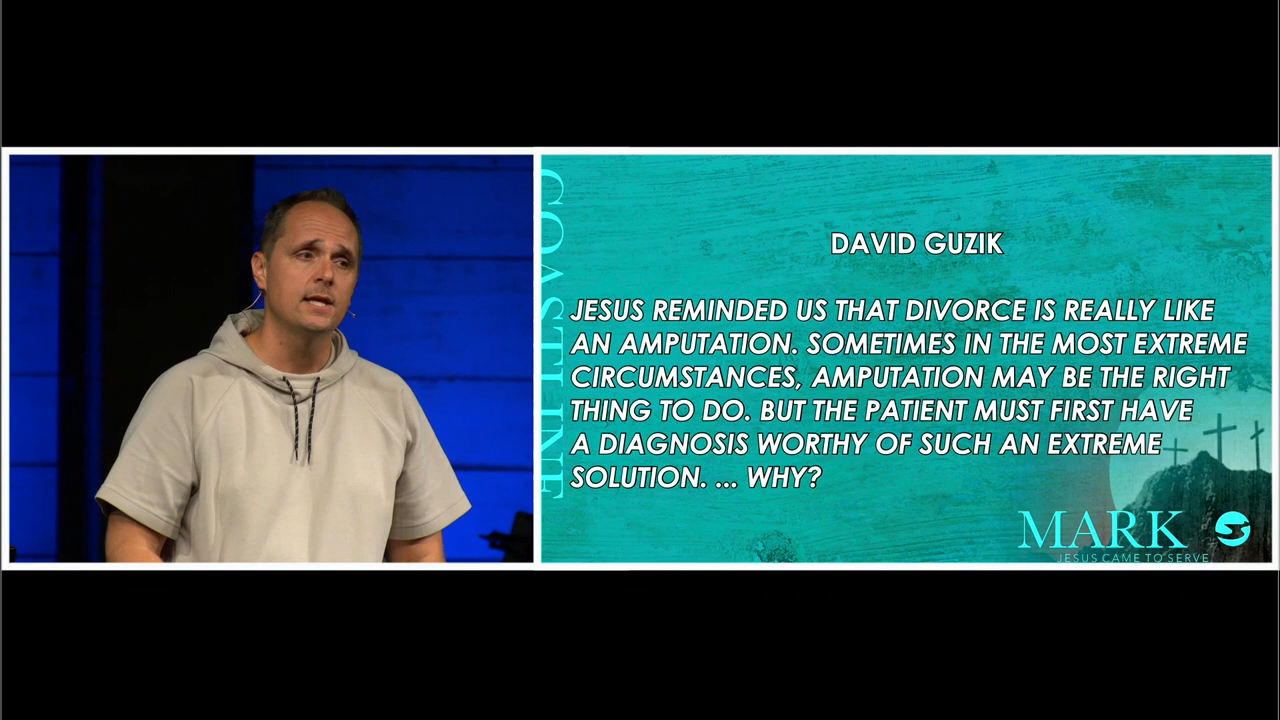 COASTLINE
DAVID GUZIK
JESUS REMINDED US THAT DIVORCE IS REALLY LIKE
AN AMPUTATION. SOMETIMES IN THE MOST EXTREME
CIRCUMSTANCES, AMPUTATION MAY BE THE RIGHT
THING TO DO. BUT THE PATIENT MUST FIRST HAVE
A DIAGNOSIS WORTHY OF SUCH AN EXTREME
SOLUTION. ... WHY?
MARK
JESUS CAME TO SERVE